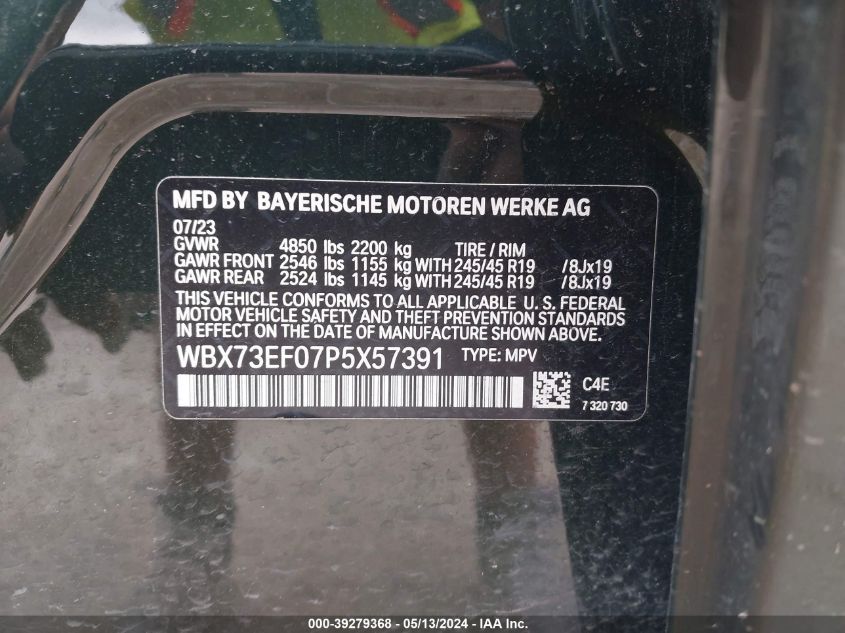 MFD BY BAYERISCHE MOTOREN WERKE AG
07/23
GVWR 4850 lbs 2200 kg TIRE / RIM
GAWR FRONT 2546 lbs 1155 kg WITH 245/45 R19 /8Jx19
GAWR REAR 2524 lbs 1145 kg WITH 245/45 R19 /8Jx19
THIS VEHICLE CONFORMS TO ALL APPLICABLE U. S. FEDERAL
MOTOR VEHICLE SAFETY AND THEFT PREVENTION STANDARDS
IN EFFECT ON THE DATE OF MANUFACTURE SHOWN ABOVE.
WBX73EF07P5X57391 TYPE: MPV
C4E
7 320 730
000-39279368 - 05/13/2024 - IAAI.COM